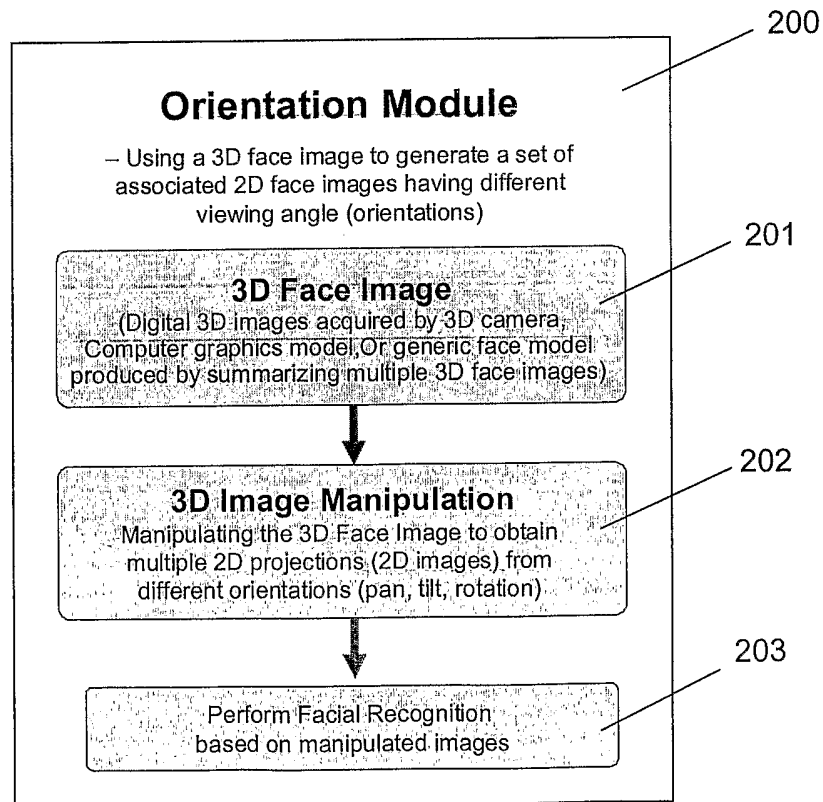 200
Orientation Module
– Using a 3D face image to generate a set of
associated 2D face images having different
viewing angle (orientations)
201
3D Face Image
(Digital 3D images acquired by 3D camera,
Computer graphics model,Or generic face model
produced by summarizing multiple 3D face images)
202
3D Image Manipulation
Manipulating the 3D Face Image to obtain
multiple 2D projections (2D images) from
different orientations (pan, tilt, rotation)
203
Perform Facial Recognition
based on manipulated images